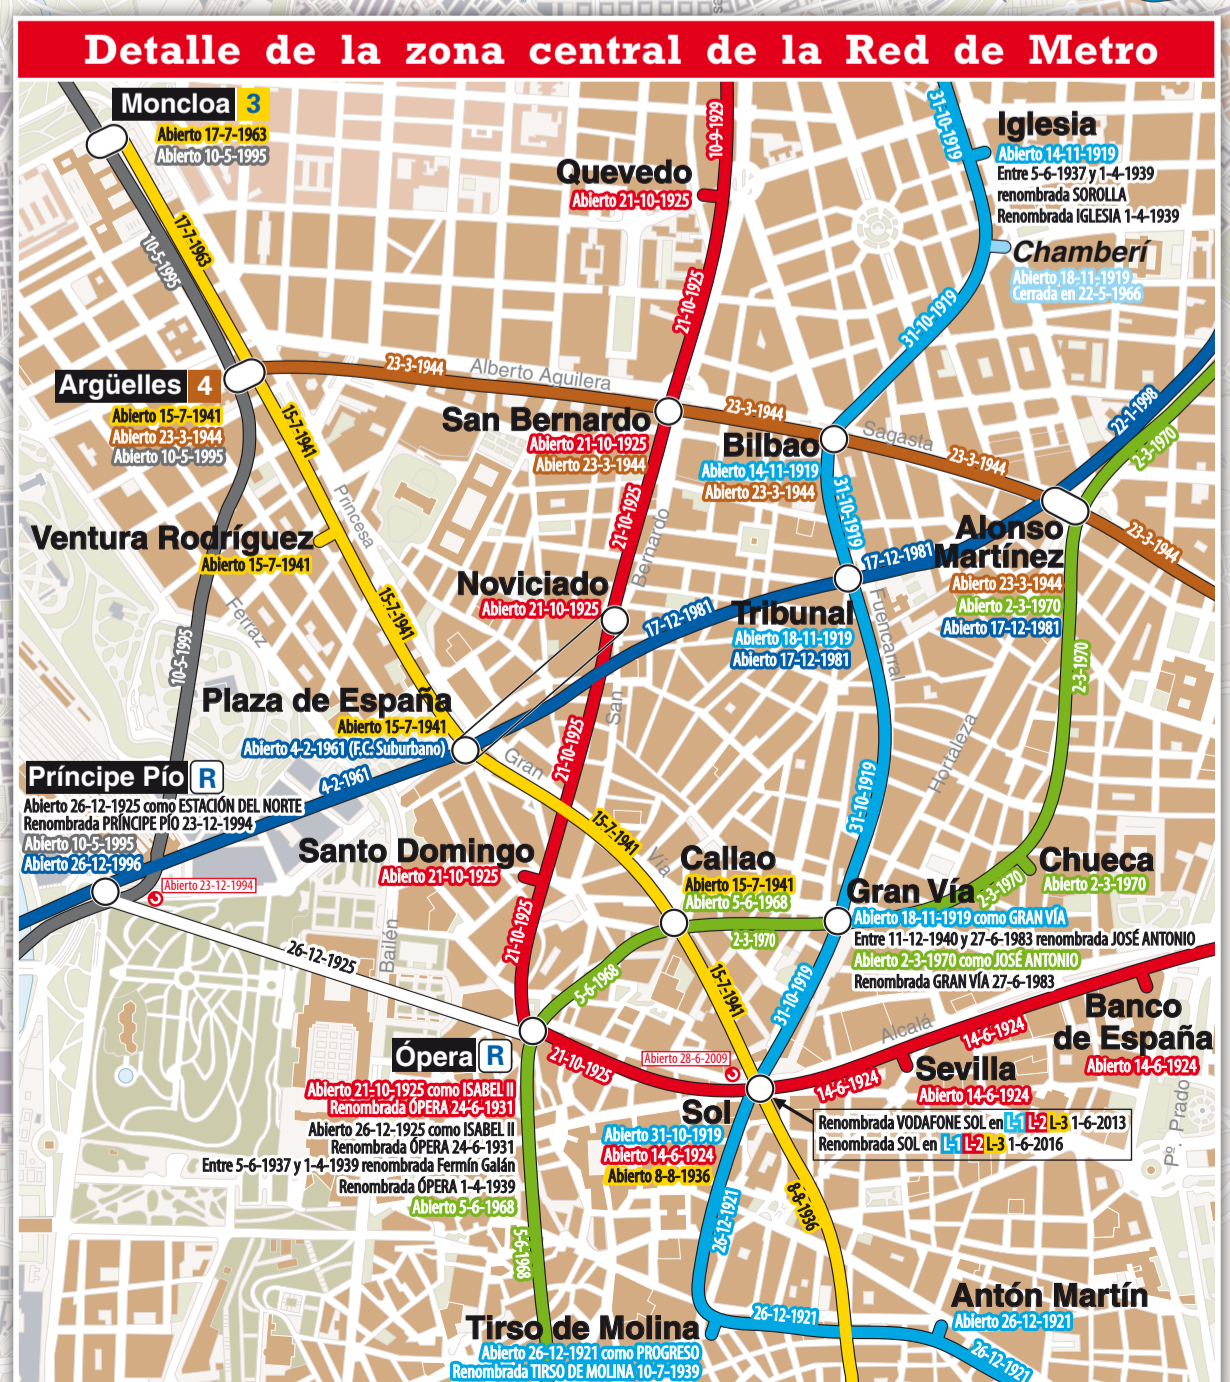 Detalle de la zona central de la Red de Metro
Moncloa 3
Abierto 17-7-1963
Abierto 10-5-1995
17-7-1963
10-5-1995
10-9-1929
Quevedo
Abierto 21-10-1925
21-10-1925
31-10-1919
Iglesia
Abierto 14-11-1919
Entre 5-6-1937 y 1-4-1939
renombrada SOROLLA
Renombrada IGLESIA 1-4-1939
Chamberí
Abierto 18-11-1919
Cerrada en 22-5-1966
31-10-1919
Argüelles 4
Abierto 15-7-1941
Abierto 23-3-1944
Abierto 10-5-1995
23-3-1944
Alberto Aguilera
15-7-1941
San Bernardo
Abierto 21-10-1925
Abierto 23-3-1944
23-3-1944
Bilbao
Abierto 14-11-1919
Abierto 23-3-1944
Sagasta
23-3-1944
22-1-1998
2-3-1970
23-3-1944
31-10-1919
Alonso
Martínez
Abierto 23-3-1944
Abierto 2-3-1970
Abierto 17-12-1981
17-12-1981
Princesa
Ventura Rodríguez
Abierto 15-7-1941
15-7-1941
Ferraz
10-5-1995
21-10-1925
Bernardo
Noviciado
Abierto 21-10-1925
17-12-1981
Tribunal
Abierto 18-11-1919
Abierto 17-12-1981
Fuencarral
2-3-1970
San
Plaza de España
Abierto 15-7-1941
Abierto 4-2-1961 (F.C. Suburbano)
4-2-1961
Gran
21-10-1925
Hortaleza
31-10-1919
Príncipe Pío R
Abierto 26-12-1925 como ESTACIÓN DEL NORTE
Renombrada PRÍNCIPE PÍO 23-12-1994
Abierto 10-5-1995
Abierto 26-12-1996
Abierto 23-12-1994
15-7-1941
Vía
Santo Domingo
Abierto 21-10-1925
Callao
Abierto 15-7-1941
Abierto 5-6-1968
2-3-1970
Chueca
Abierto 2-3-1970
2-3-1970
Gran Vía
Abierto 18-11-1919 como GRAN VÍA
Entre 11-12-1940 y 27-6-1983 renombrada JOSÉ ANTONIO
Abierto 2-3-1970 como JOSÉ ANTONIO
Renombrada GRAN VÍA 27-6-1983
26-12-1925
Bailén
21-10-1925
5-6-1968
15-7-1941
31-10-1919
Alcalá
14-6-1924
Banco
de España
Abierto 14-6-1924
Ópera R
Abierto 21-10-1925 como ISABEL II
Renombrada ÓPERA 24-6-1931
Abierto 26-12-1925 como ISABEL II
Renombrada ÓPERA 24-6-1931
Entre 5-6-1937 y 1-4-1939 renombrada Fermín Galán
Renombrada ÓPERA 1-4-1939
Abierto 5-6-1968
21-10-1925
Abierto 28-6-2009
14-6-1924
Sevilla
Abierto 14-6-1924
Sol
Abierto 31-10-1919
Abierto 14-6-1924
Abierto 8-8-1936
Renombrada VODAFONE SOL en L-1 L-2 L-3 1-6-2013
Renombrada SOL en L-1 L-2 L-3 1-6-2016
Pº. Prado
26-12-1921
8-8-1936
5-6-1968
Tirso de Molina
Abierto 26-12-1921 como PROGRESO
Renombrada TIRSO DE MOLINA 10-7-1939
26-12-1921
Antón Martín
Abierto 26-12-1921
26-12-1921